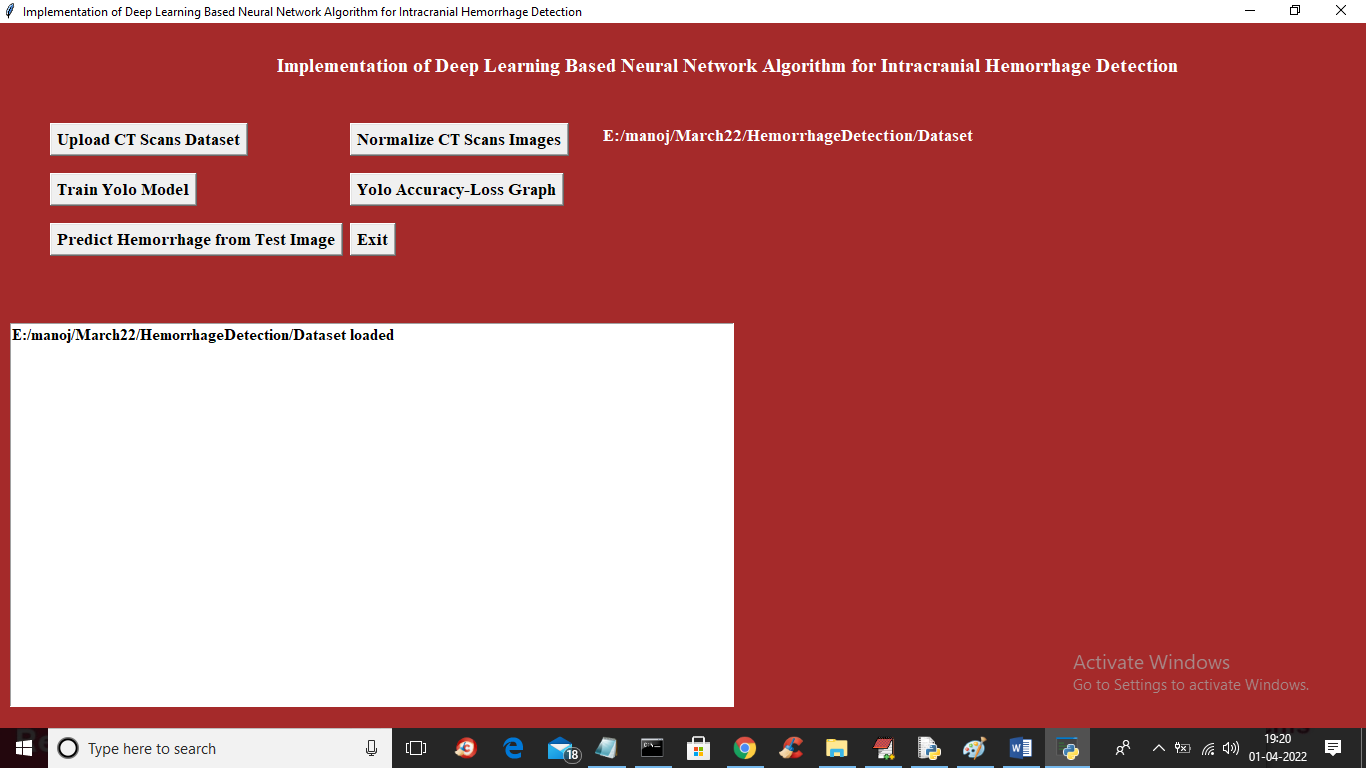 Implementation of Deep Learning Based Neural Network Algorithm for Intracranial Hemorrhage Detection
Implementation of Deep Learning Based Neural Network Algorithm for Intracranial Hemorrhage Detection
Upload CT Scans Dataset
Normalize CT Scans Images
E:/manoj/March22/HemorrhageDetection/Dataset
Train Yolo Model
Yolo Accuracy-Loss Graph
Predict Hemorrhage from Test Image
Exit
E:/manoj/March22/HemorrhageDetection/Dataset loaded
Activate Windows
Go to Settings to activate Windows.
Type here to search
18
19:20
01-04-2022